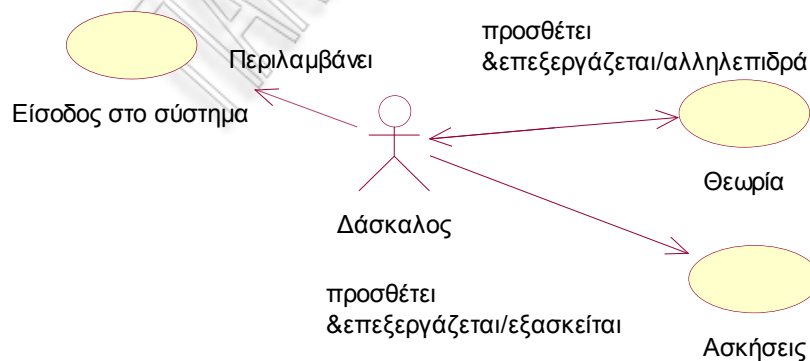 προσθέτει
&επεξεργάζεται/αλληλεπιδρά
Περιλαμβάνει
Είσοδος στο σύστημα
Θεωρία
Δάσκαλος
προσθέτει
&επεξεργάζεται/εξασκείται
Ασκήσεις